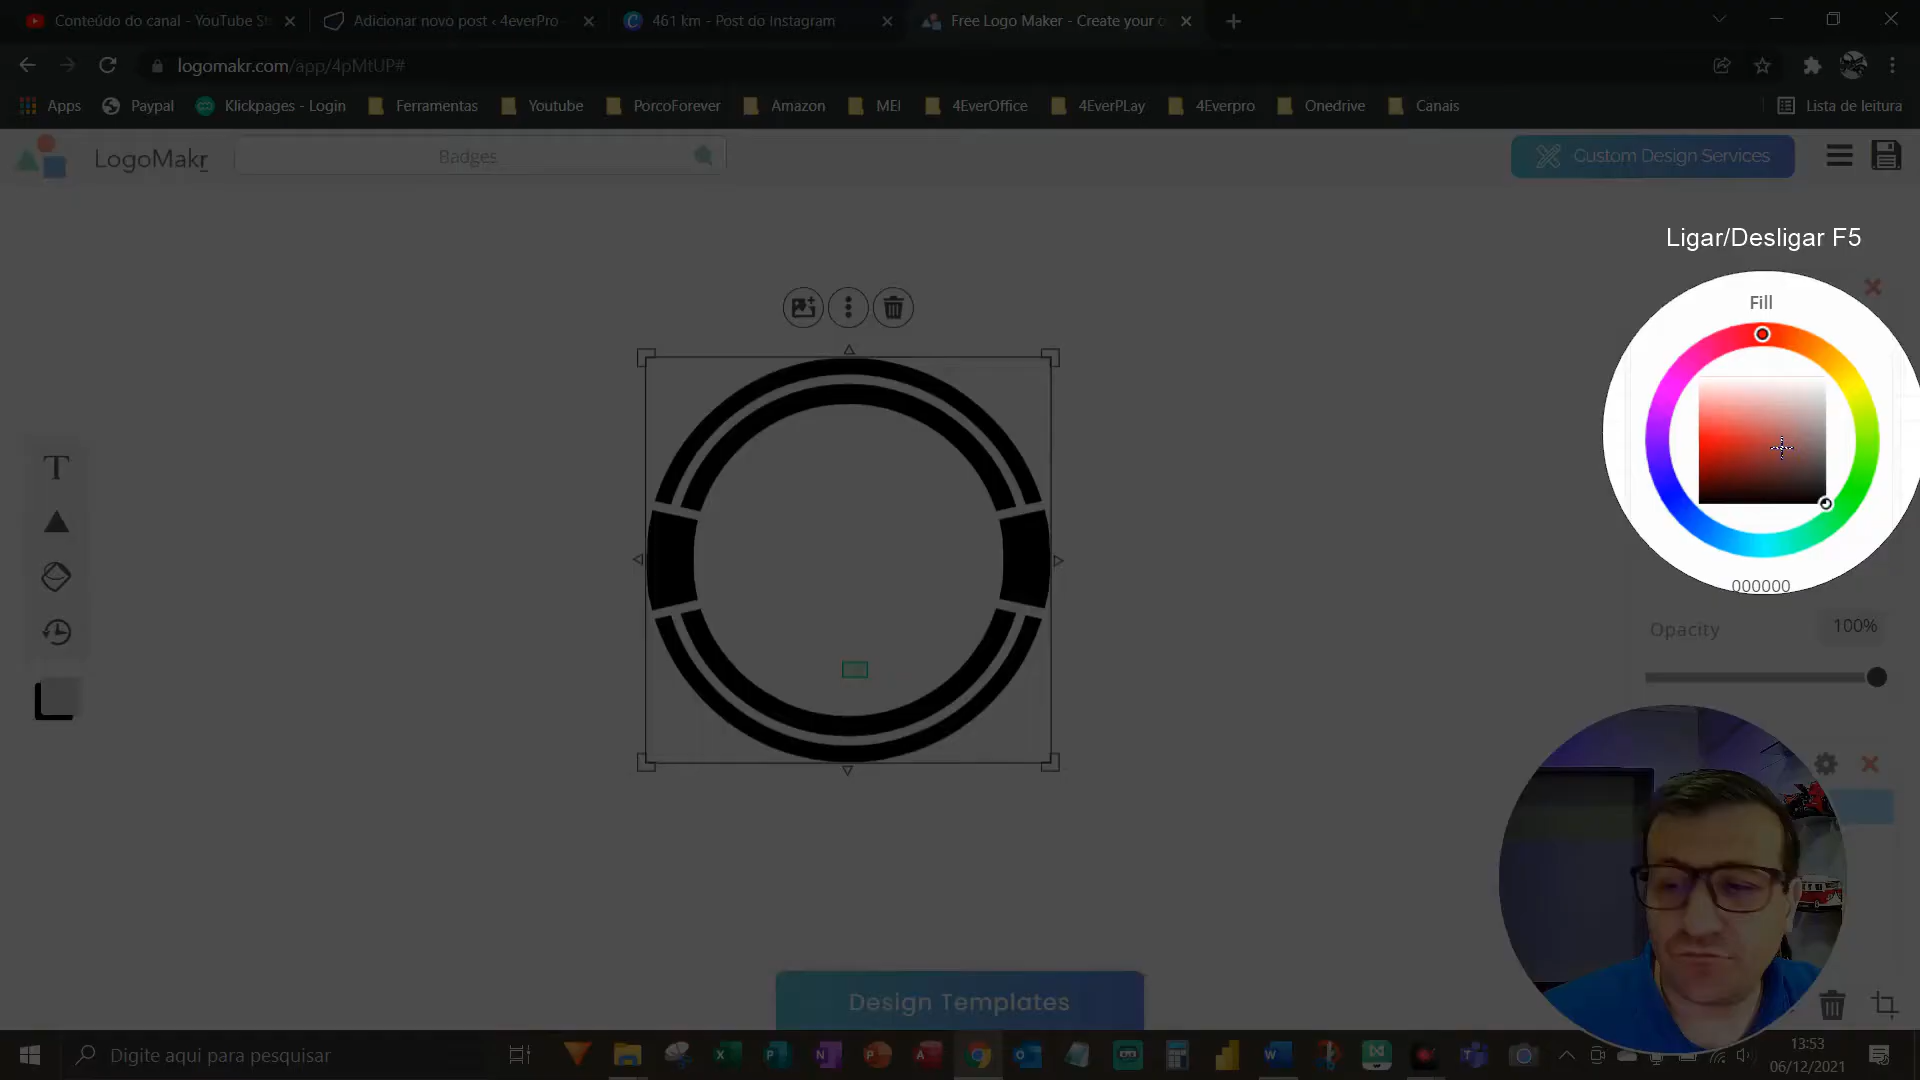 Conteúdo do canal - YouTube St
Adicionar novo post ‹ 4everPro
461 km - Post do Instagram
Free Logo Maker - Create your o
logomakr.com/app/4pMtUP#
Apps
Paypal
Klickpages - Login
Ferramentas
Youtube
PorcoForever
Amazon
MEI
4EverOffice
4EverPLay
4Everpro
Onedrive
Canais
Lista de leitura
LogoMakr
Badges
Custom Design Services
Ligar/Desligar F5
Fill
000000
Opacity
100%
T
Design Templates
Digite aqui para pesquisar
13:53
06/12/2021